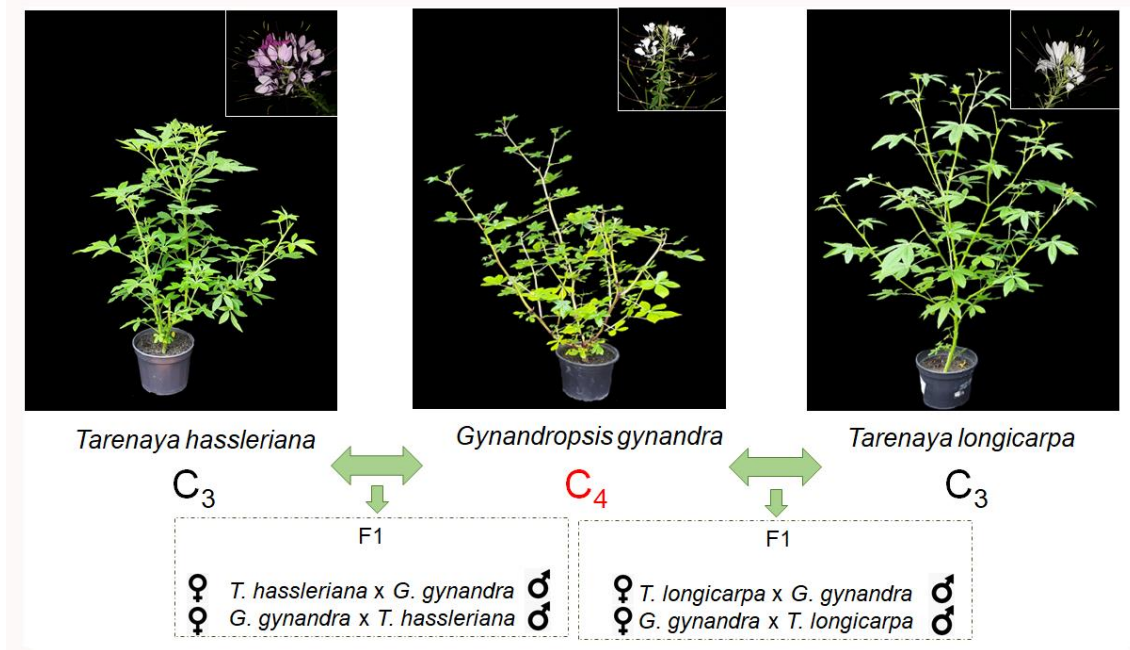 Tarenaya hassleriana
Gynandropsis gynandra
Tarenaya longicarpa
C₃
C₄
C₃
F1
♀ T. hassleriana x G. gynandra ♂
♀ G. gynandra x T. hassleriana ♂
F1
♀ T. longicarpa x G. gynandra ♂
♀ G. gynandra x T. longicarpa ♂